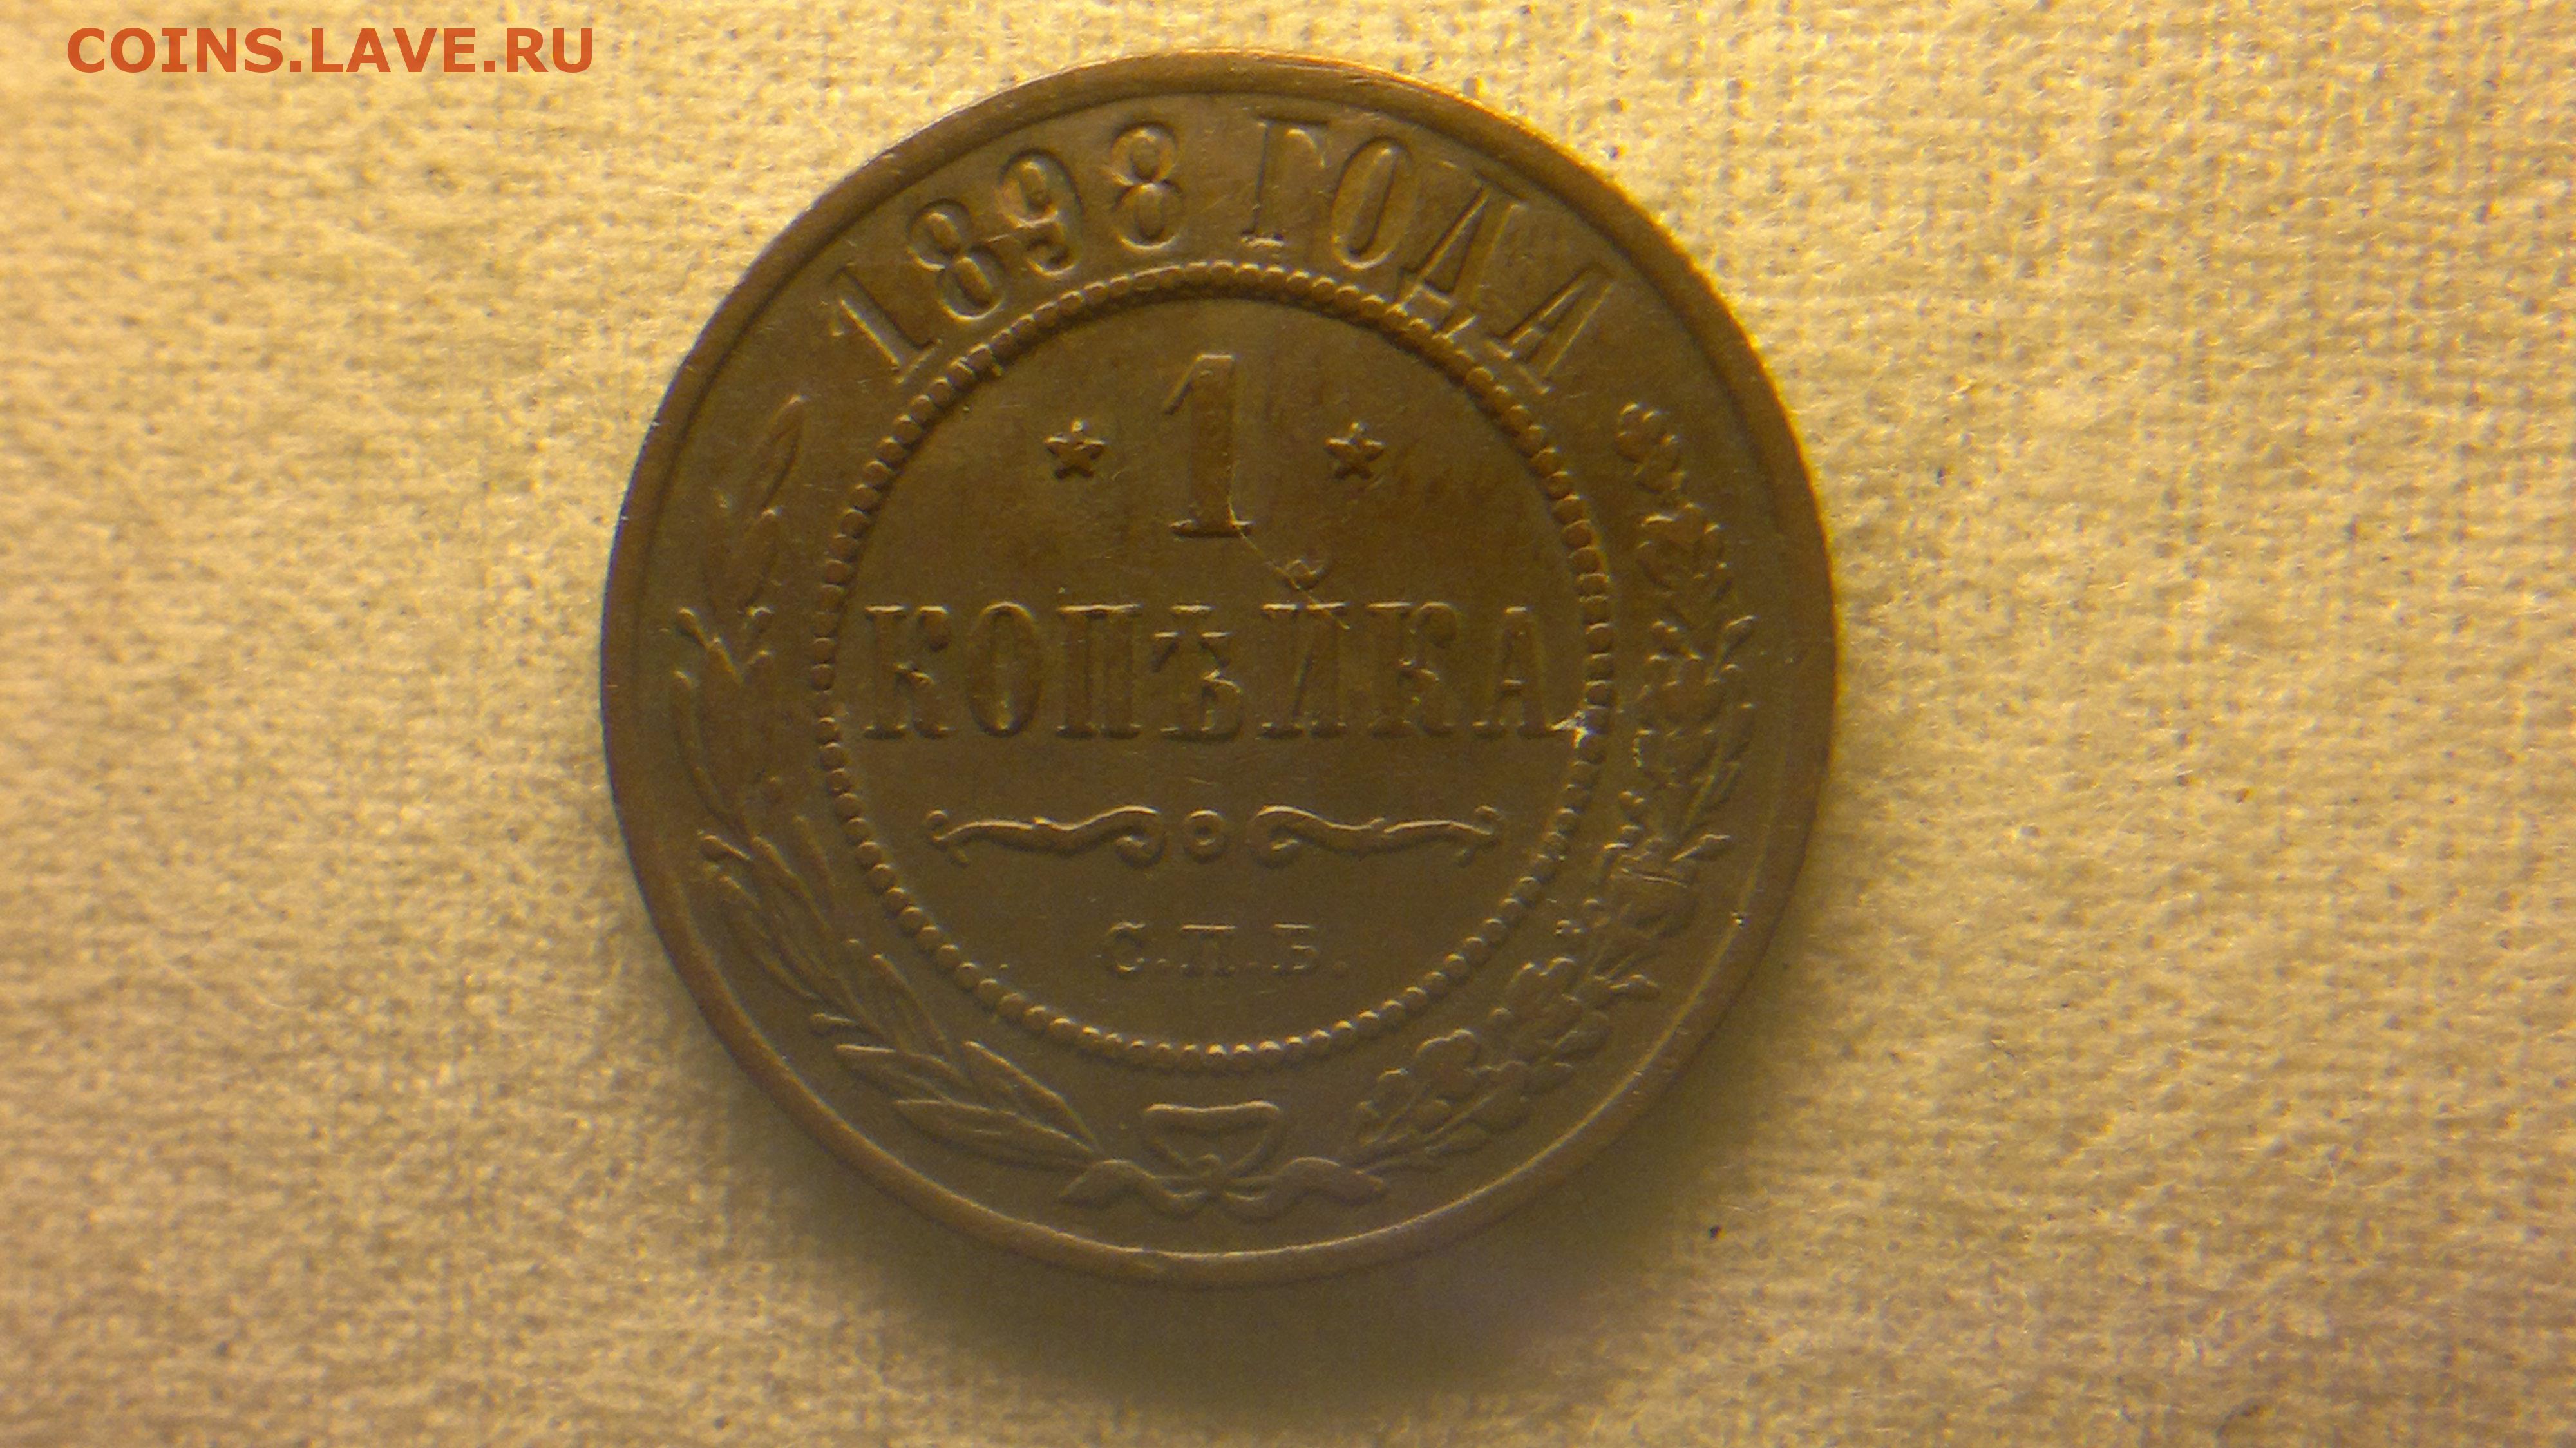 COINS.LAVE.RU
1898 ГОДА
1
КОПѢЙКА
С.П.Б.